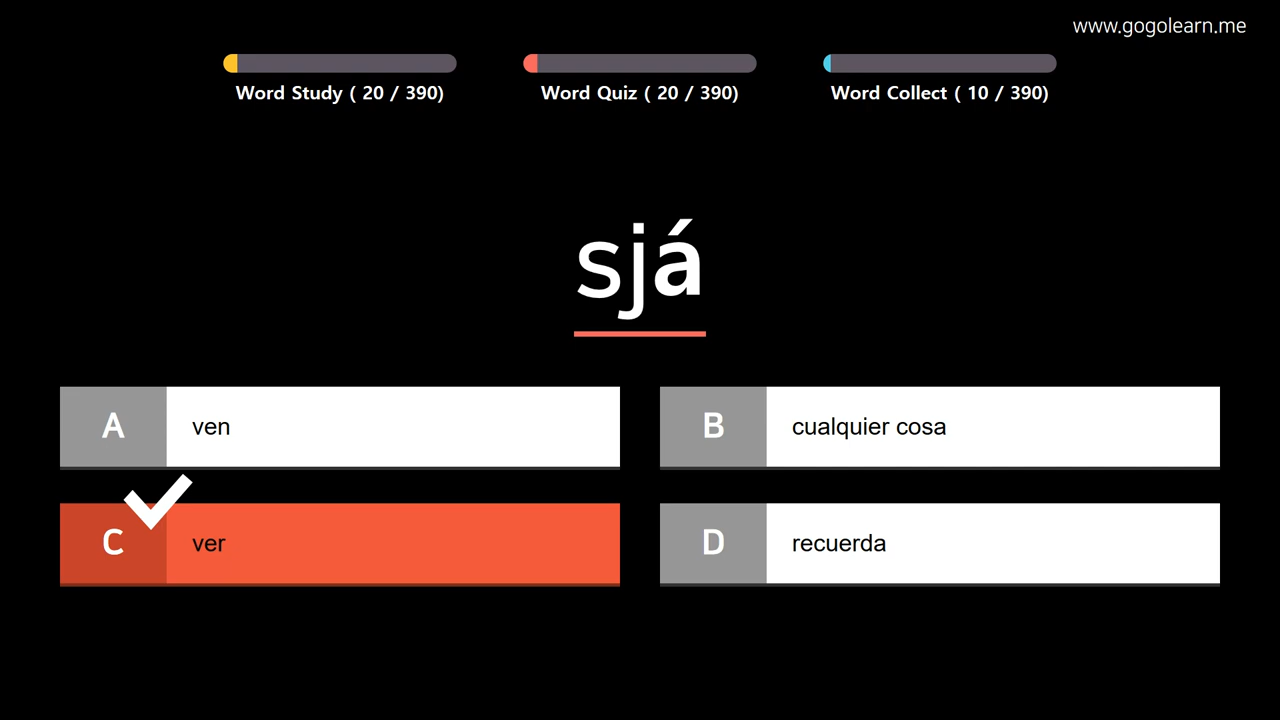 www.gogolearn.me
Word Study ( 20 / 390)
Word Quiz ( 20 / 390)
Word Collect ( 10 / 390)
sjá
A ven
B cualquier cosa
C ver
D recuerda